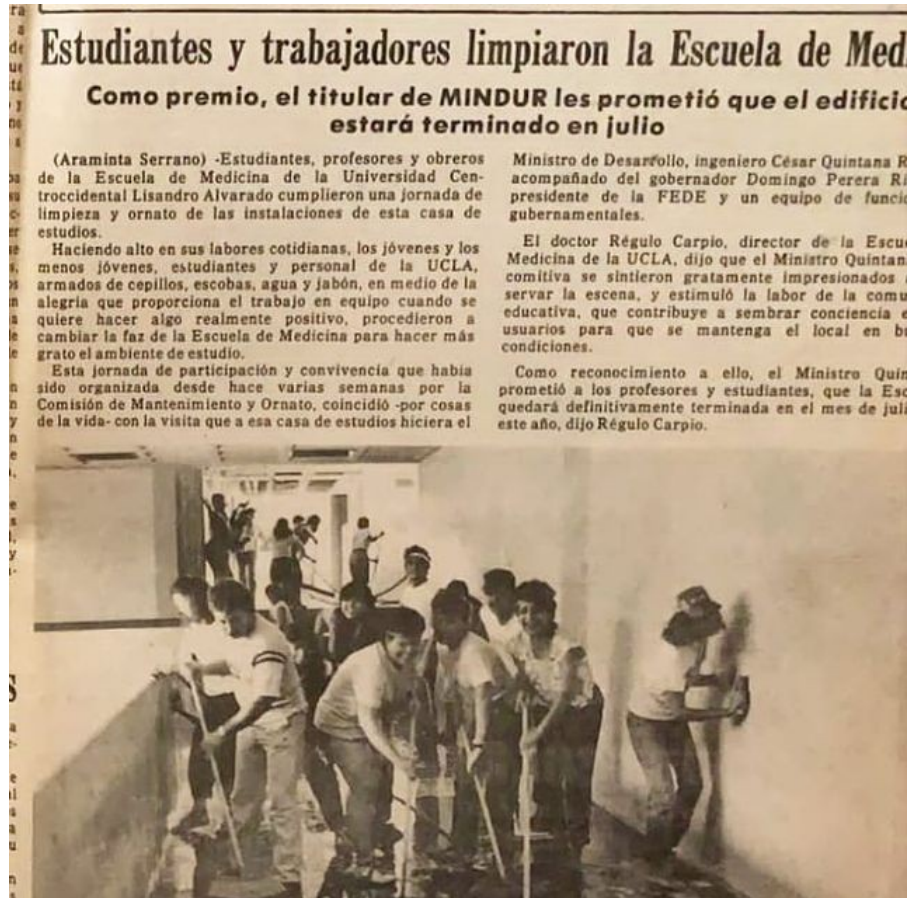 Estudiantes y trabajadores limpiaron la Escuela de Med
Como premio, el titular de MINDUR les prometió que el edificio
estará terminado en julio
(Araminta Serrano) -Estudiantes, profesores y obreros
de la Escuela de Medicina de la Universidad Cen-
troccidental Lisandro Alvarado cumplieron una jornada de
limpieza y ornato de las instalaciones de esta casa de
estudios.
Haciendo alto en sus labores cotidianas, los jóvenes y los
menos jóvenes, estudiantes y personal de la UCLA,
armados de cepillos, escobas, agua y jabón, en medio de la
alegria que proporciona el trabajo en equipo cuando se
quiere hacer algo realmente positivo, procedieron a
cambiar la faz de la Escuela de Medicina para hacer más
grato el ambiente de estudio.
Esta jornada de participación y convivencia que habia
sido organizada desde hace varias semanas por la
Comisión de Mantenimiento y Ornato, coincidió -por cosas
de la vida- con la visita que a esa casa de estudios hiciera el
Ministro de Desarrollo, ingeniero César Quintana R
acompañado del gobernador Domingo Perera Ri
presidente de la FEDE y un equipo de funcio
gubernamentales.
El doctor Régulo Carpio, director de la Escue
Medicina de la UCLA, dijo que el Ministro Quintana
comitiva se sintieron gratamente impresionados
servar la escena, y estimuló la labor de la comu
educativa, que contribuye a sembrar conciencia e
usuarios para que se mantenga el local en bu
condiciones.
Como reconocimiento a ello, el Ministro Quin
prometió a los profesores y estudiantes, que la Esc
quedará definitivamente terminada en el mes de juli
este año, dijo Régulo Carpio.